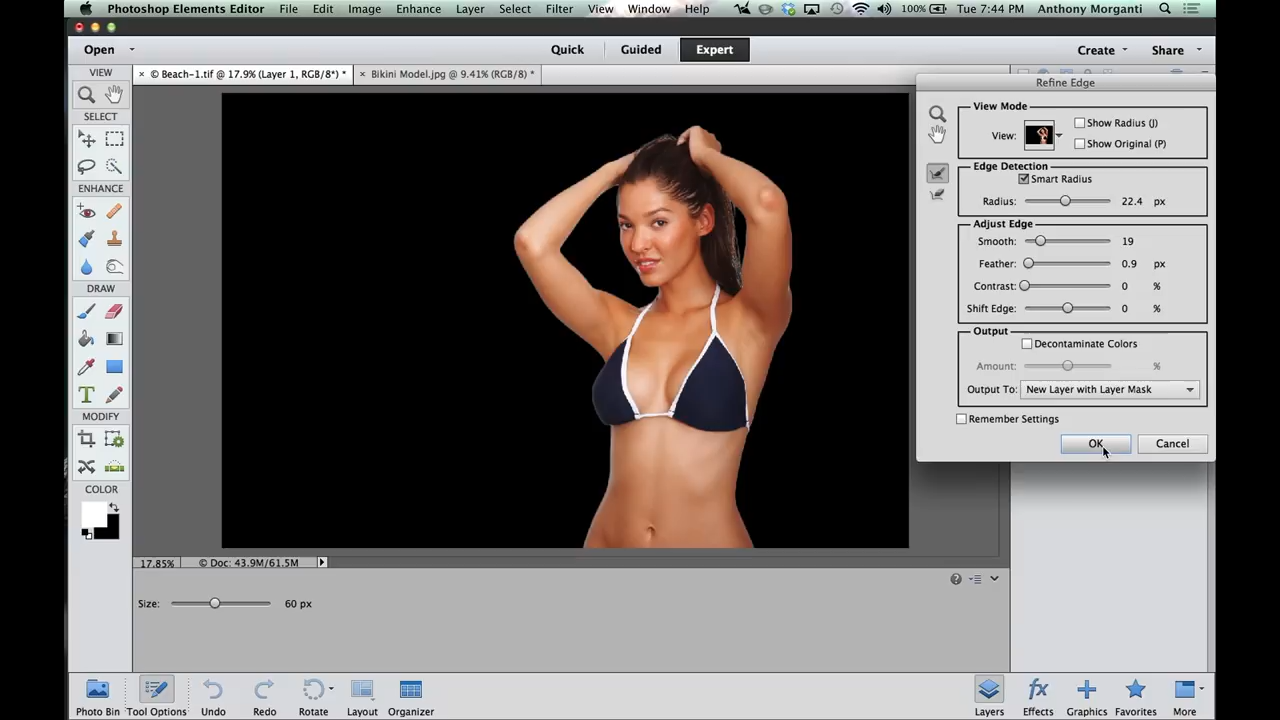 Photoshop Elements Editor File Edit Image Enhance Layer Select Filter View Window Help 100% Tue 7:44 PM Anthony Morganti
Open Quick Guided Expert Create Share
VIEW × © Beach-1.tif @ 17.9% (Layer 1, RGB/8*) * × Bikini Model.jpg @ 9.41% (RGB/8) *
Refine Edge
View Mode
View:
Show Radius (J)
Show Original (P)
Edge Detection
Smart Radius
Radius: 22.4 px
Adjust Edge
Smooth: 19
Feather: 0.9 px
Contrast: 0 %
Shift Edge: 0 %
Output
Decontaminate Colors
Amount: %
Output To: New Layer with Layer Mask
Remember Settings
OK Cancel
SELECT
ENHANCE
DRAW
T
MODIFY
COLOR
17.85% © Doc: 43.9M/61.5M
Size: 60 px
Photo Bin Tool Options Undo Redo Rotate Layout Organizer Layers Effects Graphics Favorites More